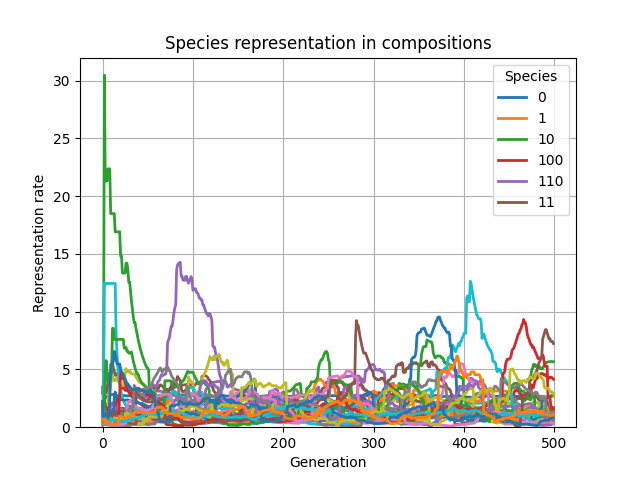 Species representation in compositions
Species
0
1
10
100
110
11
Representation rate
30
25
20
15
10
5
0
0 100 200 300 400 500
Generation